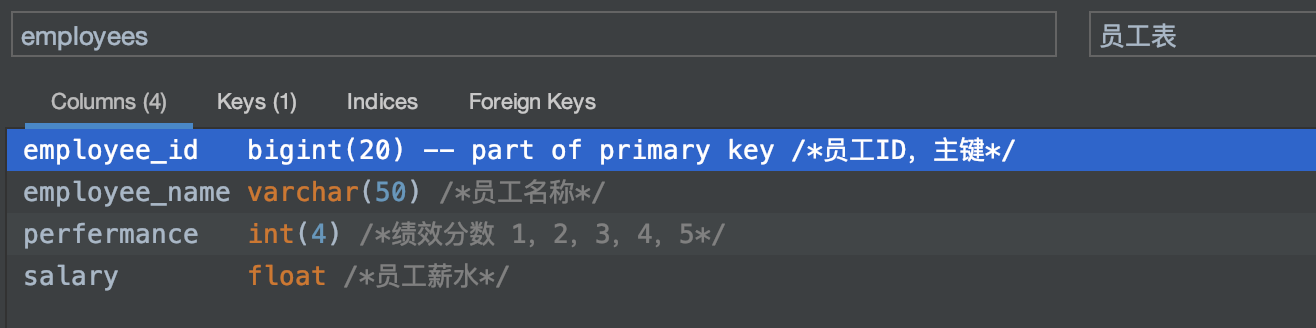 employees
员工表
Columns (4) Keys (1) Indices Foreign Keys
employee_id bigint(20) -- part of primary key /*员工ID，主键*/
employee_name varchar(50) /*员工名称*/
perfermance int(4) /*绩效分数 1，2，3，4，5*/
salary float /*员工薪水*/